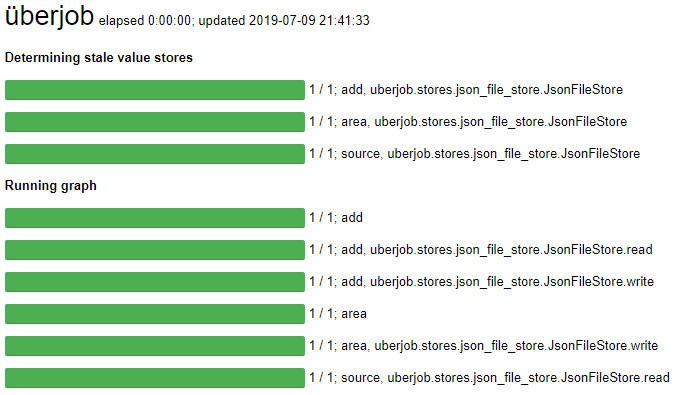 überjob elapsed 0:00:00; updated 2019-07-09 21:41:33
Determining stale value stores
1 / 1; add, uberjob.stores.json_file_store.JsonFileStore
1 / 1; area, uberjob.stores.json_file_store.JsonFileStore
1 / 1; source, uberjob.stores.json_file_store.JsonFileStore
Running graph
1 / 1; add
1 / 1; add, uberjob.stores.json_file_store.JsonFileStore.read
1 / 1; add, uberjob.stores.json_file_store.JsonFileStore.write
1 / 1; area
1 / 1; area, uberjob.stores.json_file_store.JsonFileStore.write
1 / 1; source, uberjob.stores.json_file_store.JsonFileStore.read